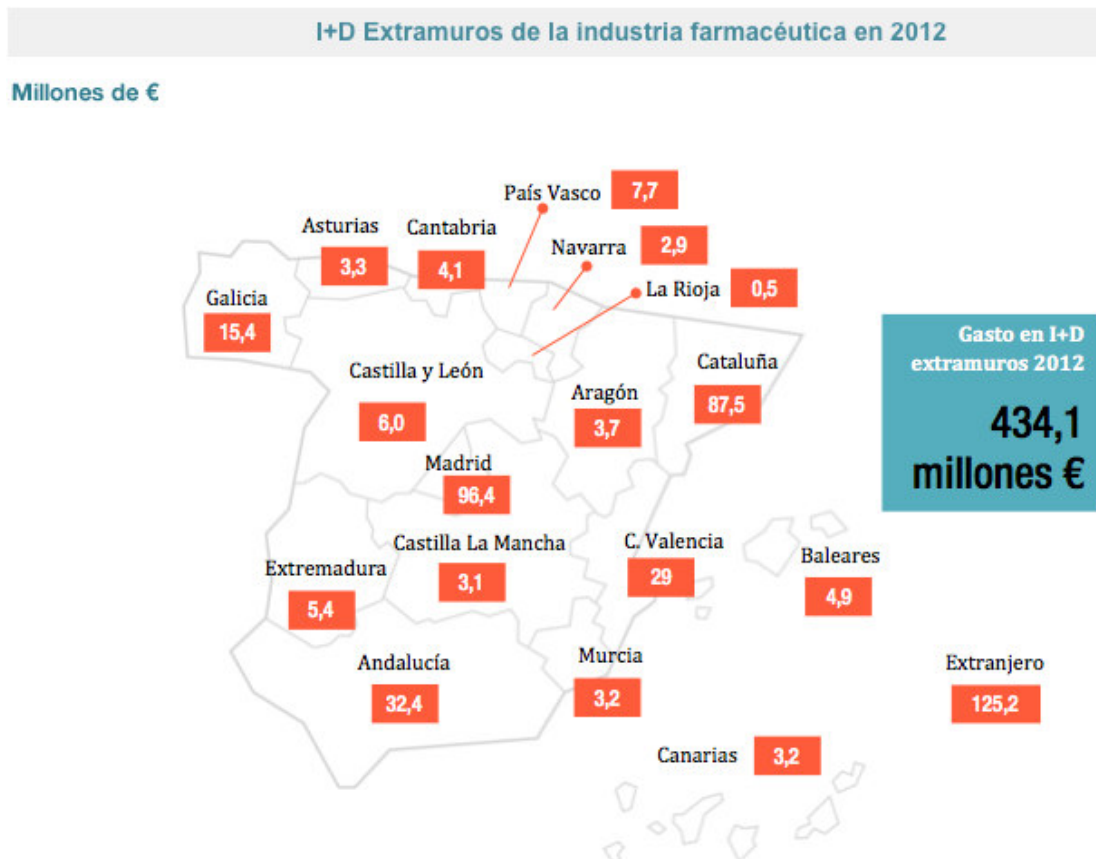 I+D Extramuros de la industria farmacéutica en 2012
Millones de €
País Vasco 7,7
Asturias
3,3
Cantabria
4,1
Navarra 2,9
La Rioja 0,5
Galicia
15,4
Gasto en I+D
extramuros 2012
434,1
millones €
Castilla y León
6,0
Aragón
3,7
Cataluña
87,5
Madrid
96,4
Castilla La Mancha
3,1
C. Valencia
29
Baleares
4,9
Extremadura
5,4
Andalucía
32,4
Murcia
3,2
Extranjero
125,2
Canarias 3,2